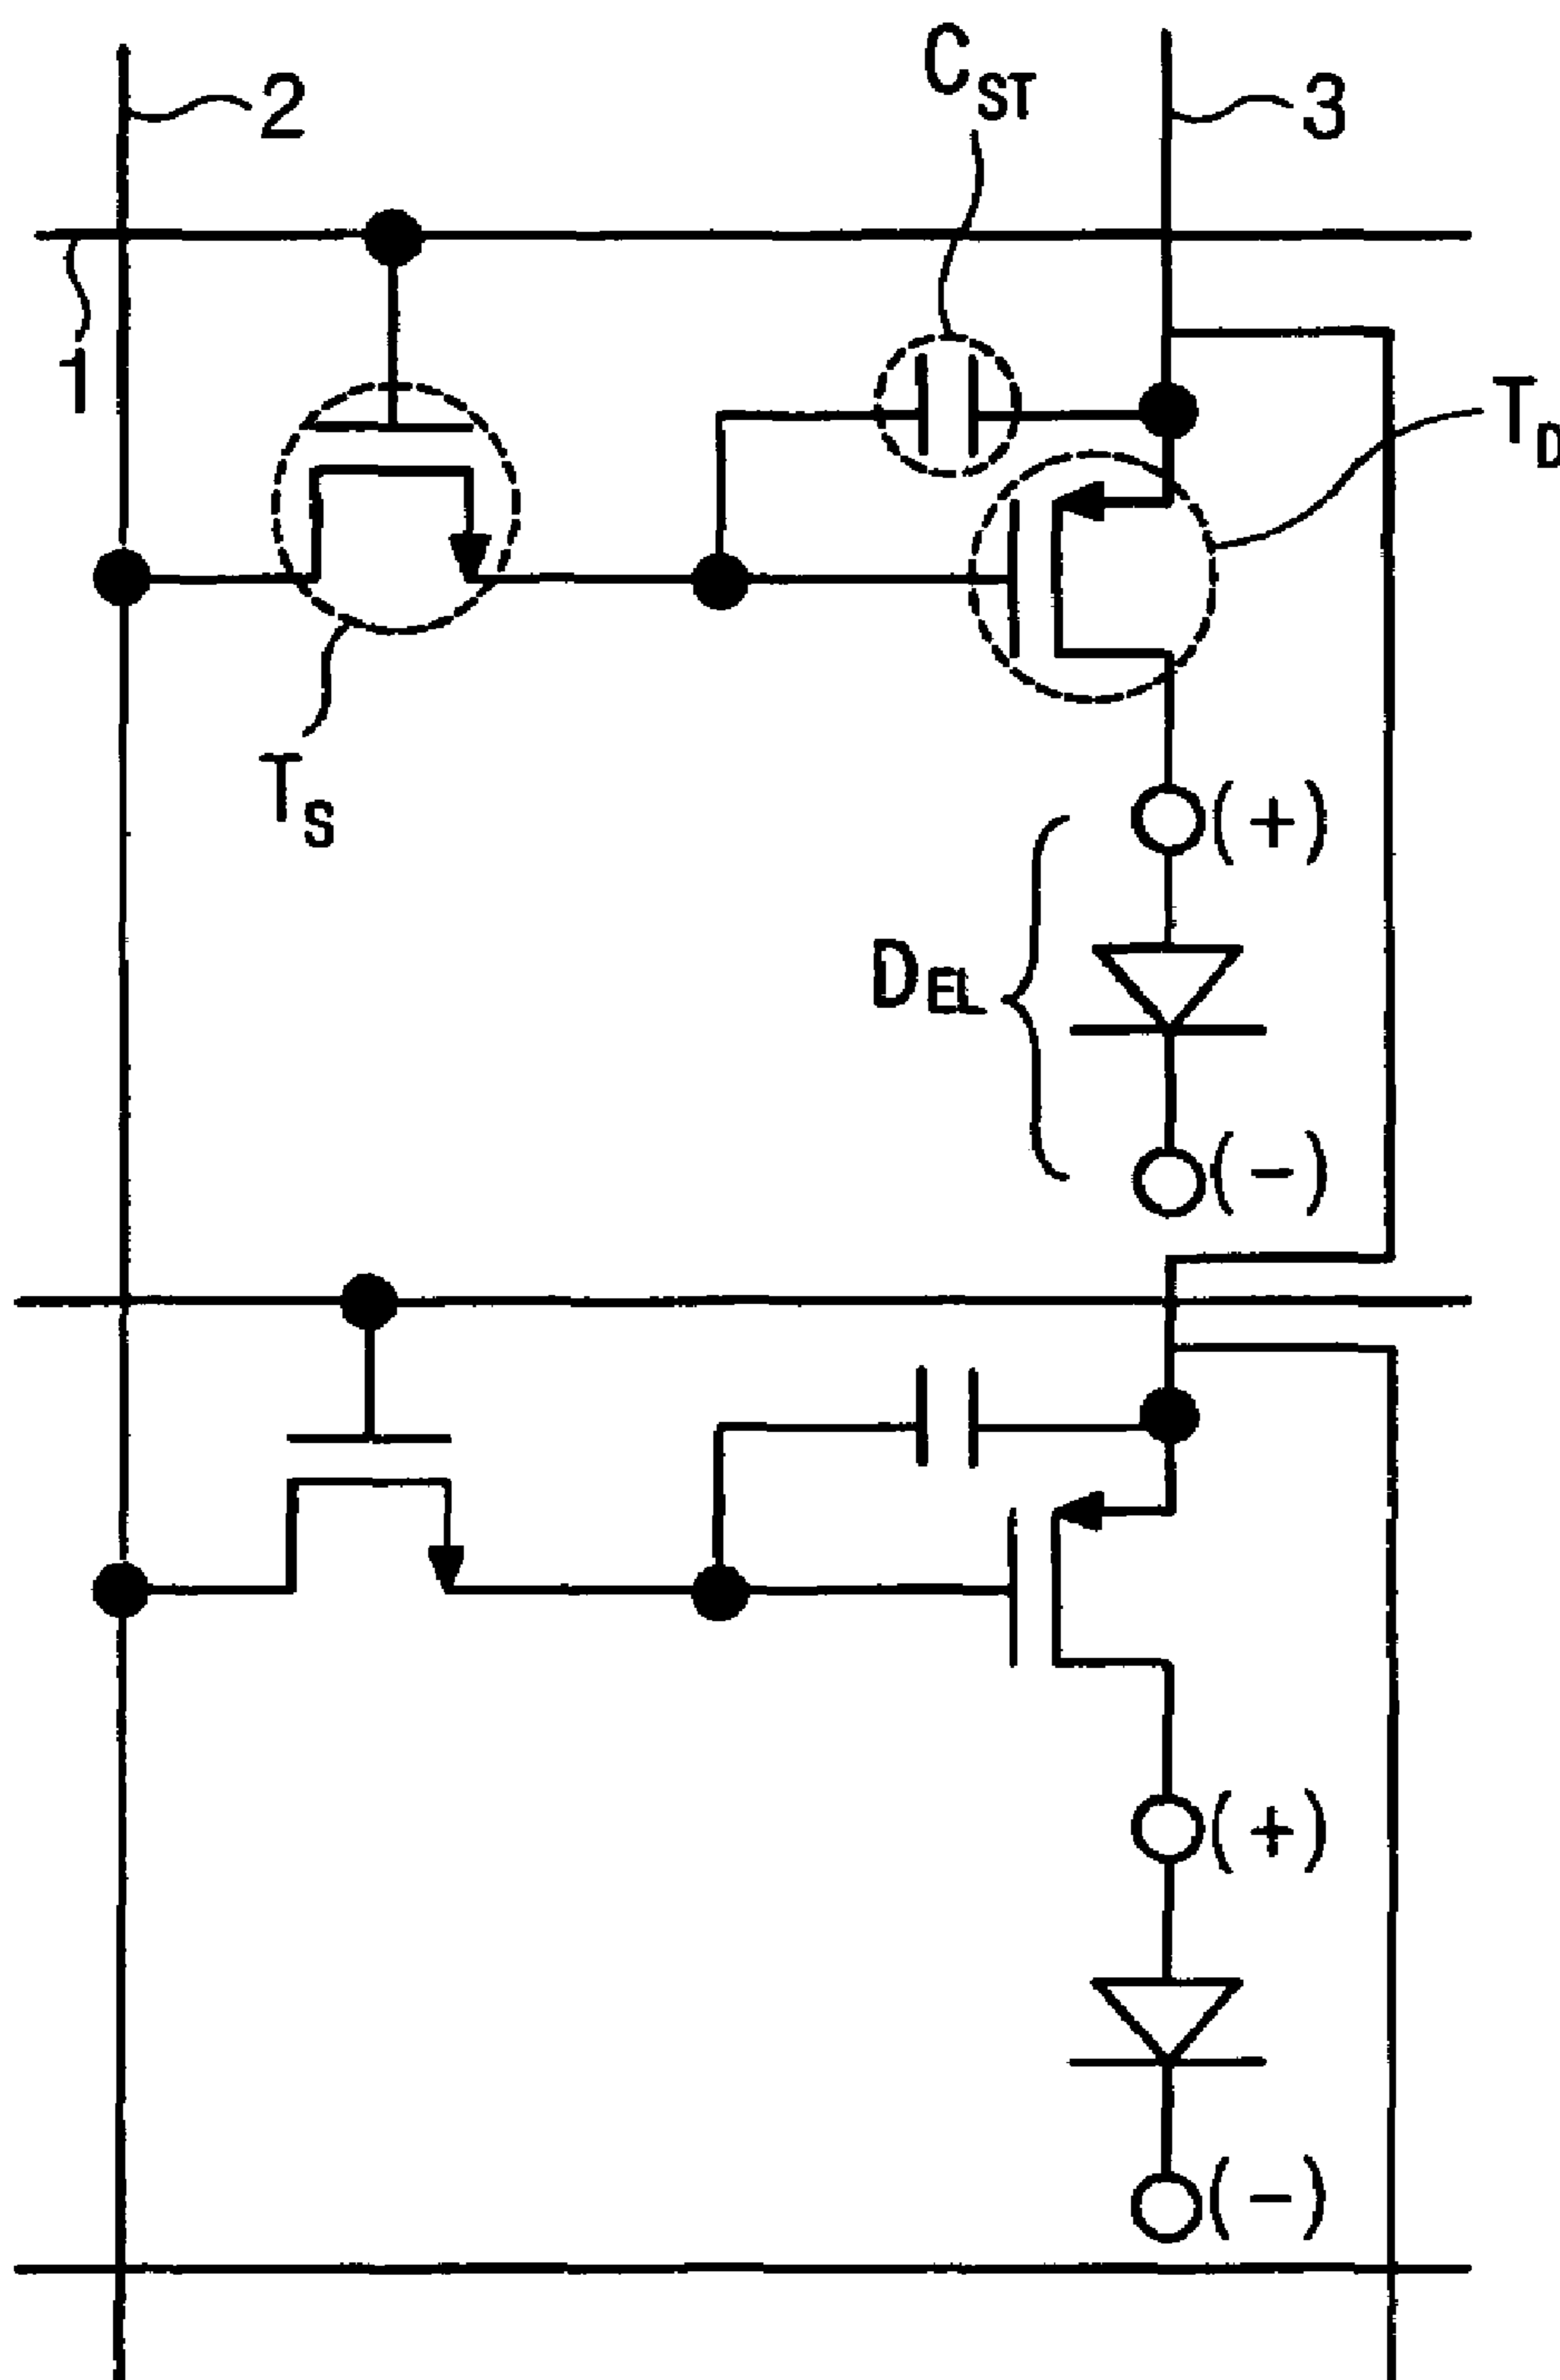 2
C_ST
3
1
T_D
T_S
(+)
D_EL
(-)
(+)
(-)